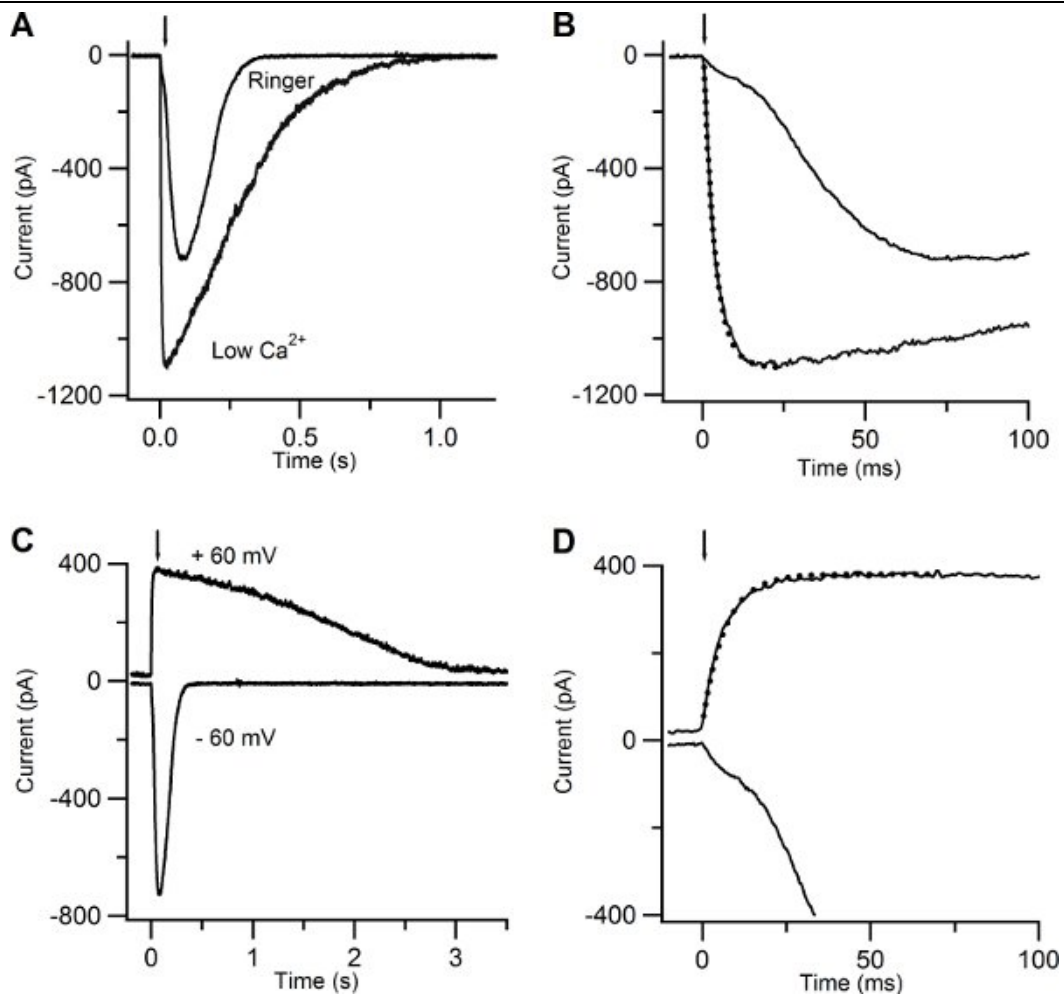 A
0
-400
-800
-1200
Current (pA)
Ringer
Low Ca²⁺
0.0
0.5
1.0
Time (s)
B
0
-400
-800
-1200
Current (pA)
0
50
100
Time (ms)
C
400
0
-400
-800
Current (pA)
+ 60 mV
- 60 mV
0
1
2
3
Time (s)
D
400
0
-400
Current (pA)
0
50
100
Time (ms)